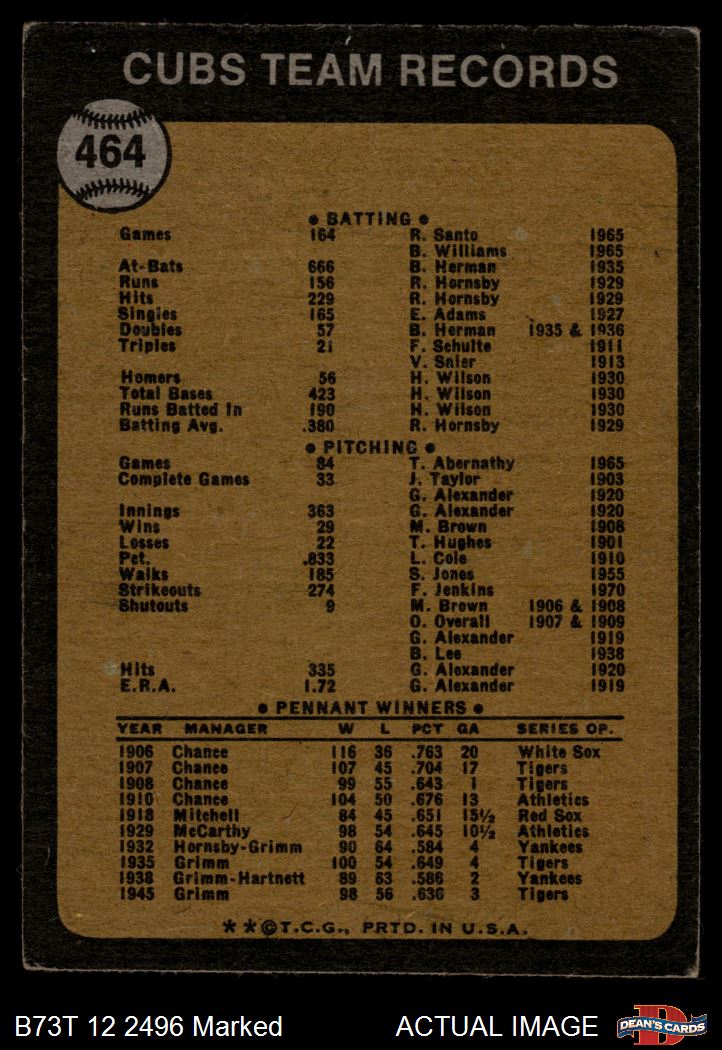 CUBS TEAM RECORDS
464
• BATTING •
Games 164 R. Santo 1965
B. Williams 1965
At-Bats 666 B. Herman 1935
Runs 156 R. Hornsby 1929
Hits 229 R. Hornsby 1929
Singles 165 E. Adams 1927
Doubles 57 B. Herman 1935 & 1936
Triples 21 F. Schulte 1911
V. Saier 1913
Homers 56 H. Wilson 1930
Total Bases 423 H. Wilson 1930
Runs Batted In 190 H. Wilson 1930
Batting Avg. .380 R. Hornsby 1929
• PITCHING •
Games 84 T. Abernathy 1965
Complete Games 33 J. Taylor 1903
G. Alexander 1920
Innings 363 G. Alexander 1920
Wins 29 M. Brown 1908
Losses 22 T. Hughes 1901
Pct. .833 L. Cole 1910
Walks 185 S. Jones 1955
Strikeouts 274 F. Jenkins 1970
Shutouts 9 M. Brown 1906 & 1908
O. Overall 1907 & 1909
G. Alexander 1919
B. Lee 1938
Hits 335 G. Alexander 1920
E.R.A. 1.72 G. Alexander 1919
• PENNANT WINNERS •
YEAR MANAGER W L PCT GA SERIES OP.
1906 Chance 116 36 .763 20 White Sox
1907 Chance 107 45 .704 17 Tigers
1908 Chance 99 55 .643 1 Tigers
1910 Chance 104 50 .676 13 Athletics
1918 Mitchell 84 45 .651 15½ Red Sox
1929 McCarthy 98 54 .645 10½ Athletics
1932 Hornsby-Grimm 90 64 .584 4 Yankees
1935 Grimm 100 54 .649 4 Tigers
1938 Grimm-Hartnett 89 63 .586 2 Yankees
1945 Grimm 98 56 .636 3 Tigers
**©T.C.G., PRTD. IN U.S.A.
B73T 12 2496 Marked ACTUAL IMAGE
D
DEAN'S CARDS